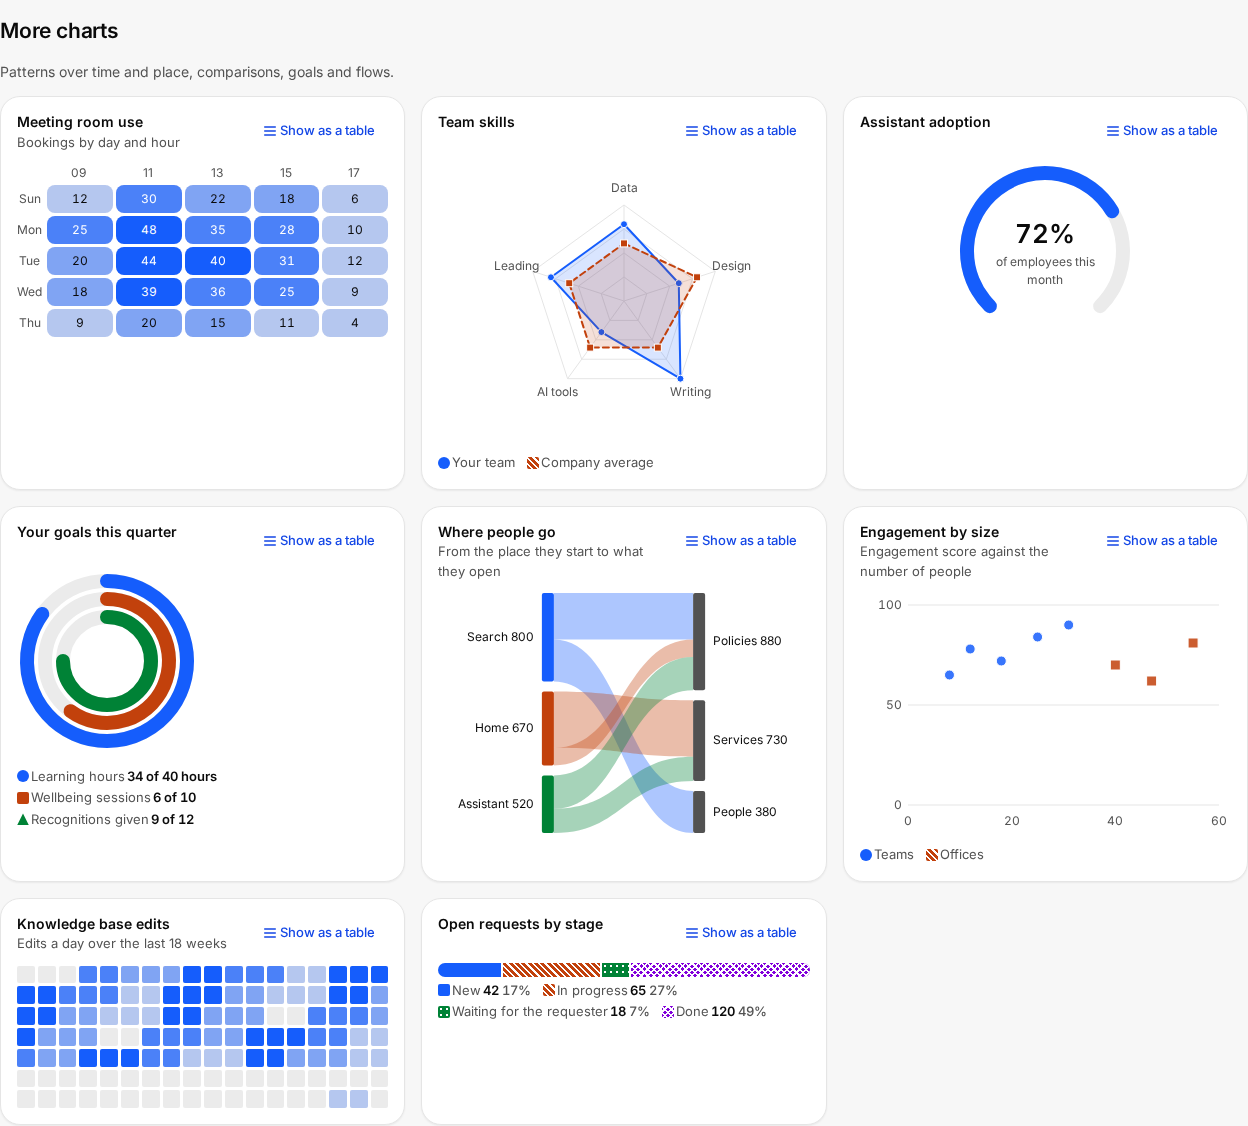 More charts
Patterns over time and place, comparisons, goals and flows.
Meeting room use
Bookings by day and hour
Show as a table
09 11 13 15 17
Sun 12 30 22 18 6
Mon 25 48 35 28 10
Tue 20 44 40 31 12
Wed 18 39 36 25 9
Thu 9 20 15 11 4
Team skills
Show as a table
Data
Leading
Design
AI tools
Writing
Your team Company average
Assistant adoption
Show as a table
72%
of employees this
month
Your goals this quarter
Show as a table
Learning hours 34 of 40 hours
Wellbeing sessions 6 of 10
Recognitions given 9 of 12
Where people go
From the place they start to what
they open
Show as a table
Search 800
Policies 880
Home 670
Services 730
Assistant 520
People 380
Engagement by size
Engagement score against the
number of people
Show as a table
100
50
0
0 20 40 60
Teams Offices
Knowledge base edits
Edits a day over the last 18 weeks
Show as a table
Open requests by stage
Show as a table
New 42 17% In progress 65 27%
Waiting for the requester 18 7% Done 120 49%